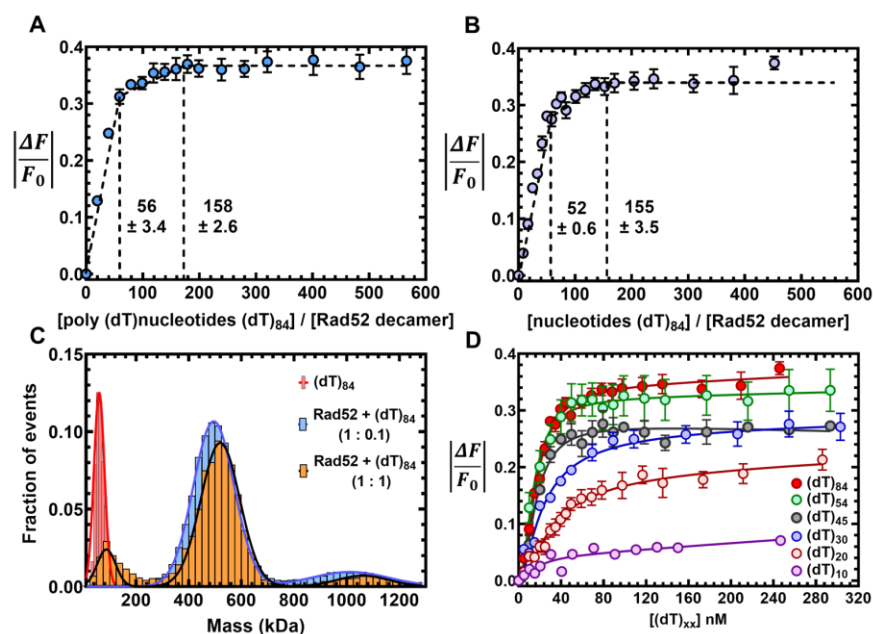 A
|ΔF/F₀|
0.4
0.3
0.2
0.1
0.0
56
± 3.4
158
± 2.6
0 200 400 600
[poly (dT)nucleotides (dT)₈₄] / [Rad52 decamer]
B
|ΔF/F₀|
0.4
0.3
0.2
0.1
0.0
52
± 0.6
155
± 3.5
0 100 200 300 400 500 600
[nucleotides (dT)₈₄] / [Rad52 decamer]
C
Fraction of events
0.15
0.10
0.05
0.00
(dT)₈₄
Rad52 + (dT)₈₄
(1 : 0.1)
Rad52 + (dT)₈₄
(1 : 1)
200 400 600 800 1000 1200
Mass (kDa)
D
|ΔF/F₀|
0.4
0.3
0.2
0.1
0.0
(dT)₈₄
(dT)₅₄
(dT)₄₅
(dT)₃₀
(dT)₂₀
(dT)₁₀
0 40 80 120 160 200 240 280 320
[(dT)ₓₓ] nM